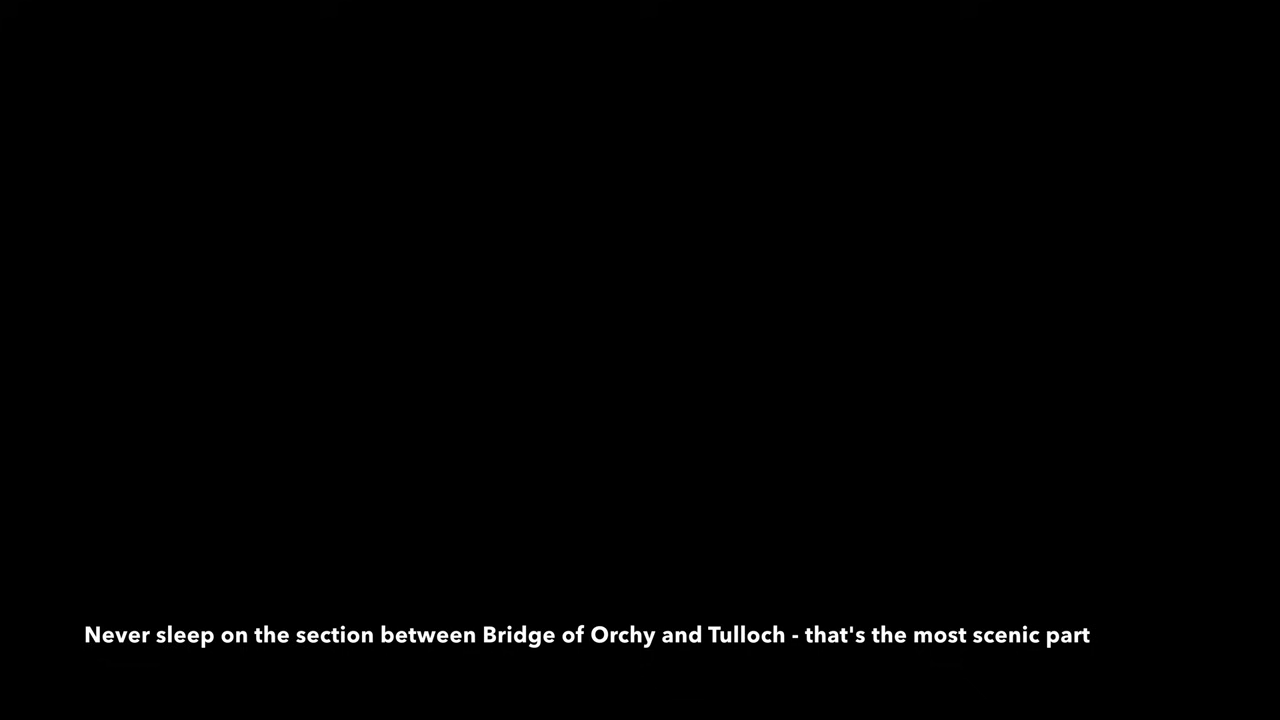 Never sleep on the section between Bridge of Orchy and Tulloch - that's the most scenic part